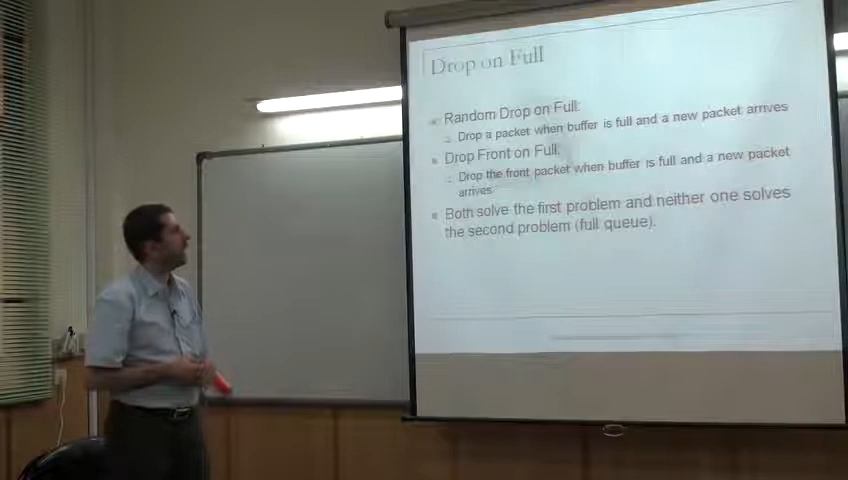 Drop on Full
Random Drop on Full:
Drop a packet when buffer is full and a new packet arrives
Drop Front on Full:
Drop the front packet when buffer is full and a new packet
arrives
Both solve the first problem and neither one solves
the second problem (full queue).